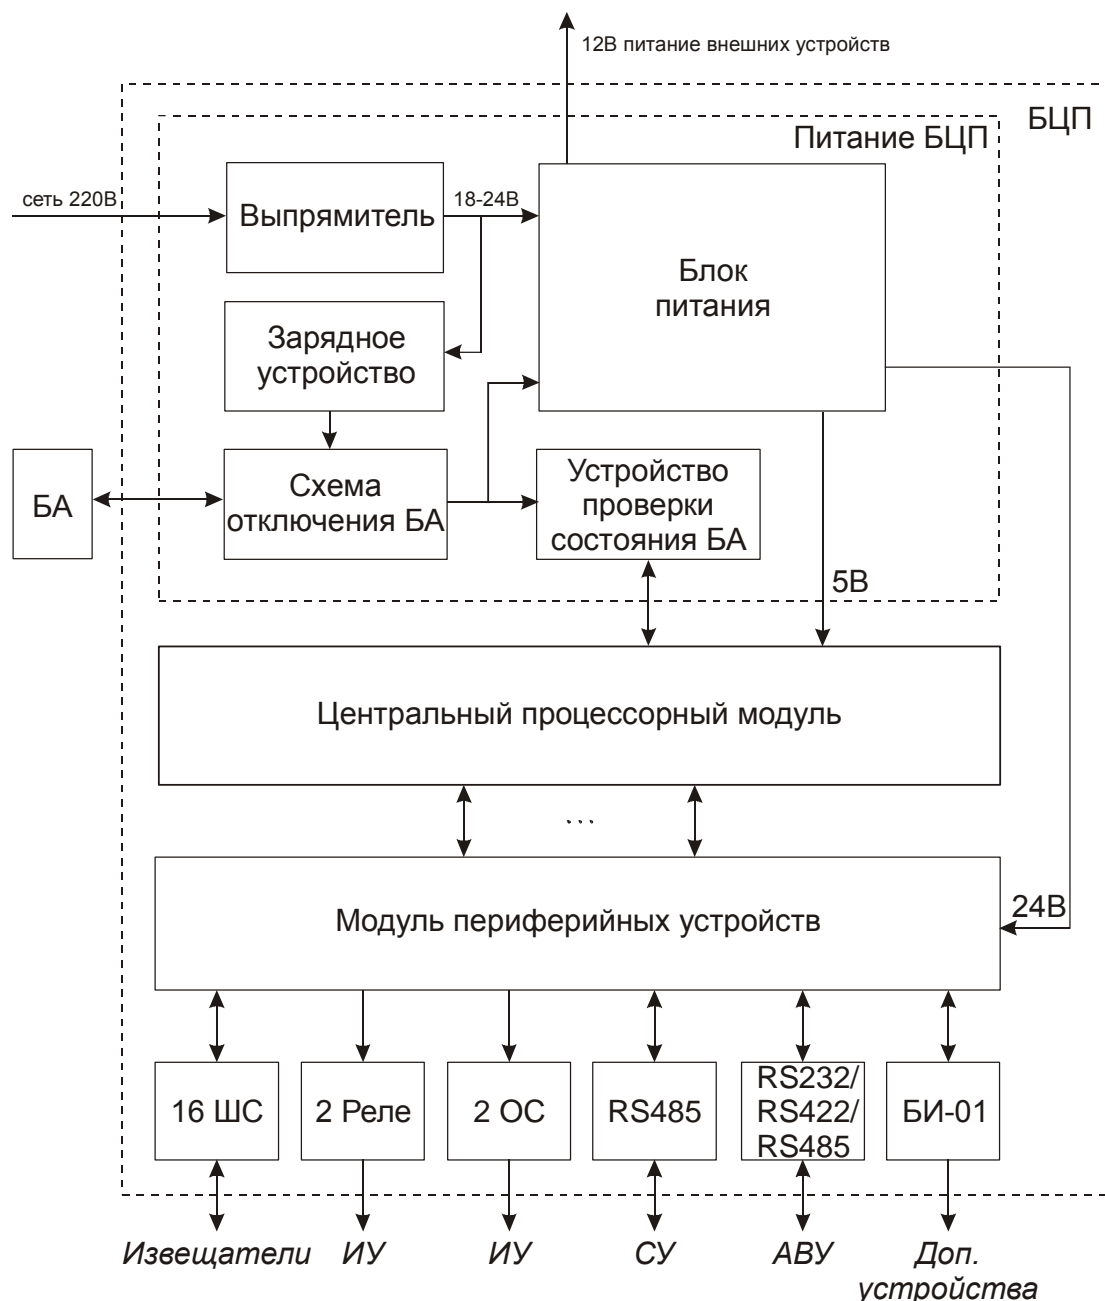 12В питание внешних устройств
БЦП
Питание БЦП
сеть 220В
Выпрямитель
18-24В
Блок
питания
Зарядное
устройство
БА
Схема
отключения БА
Устройство
проверки
состояния БА
5В
Центральный процессорный модуль
...
Модуль периферийных устройств
24В
16 ШС
2 Реле
2 ОС
RS485
RS232/
RS422/
RS485
БИ-01
Извещатели
ИУ
ИУ
СУ
АВУ
Доп.
устройства